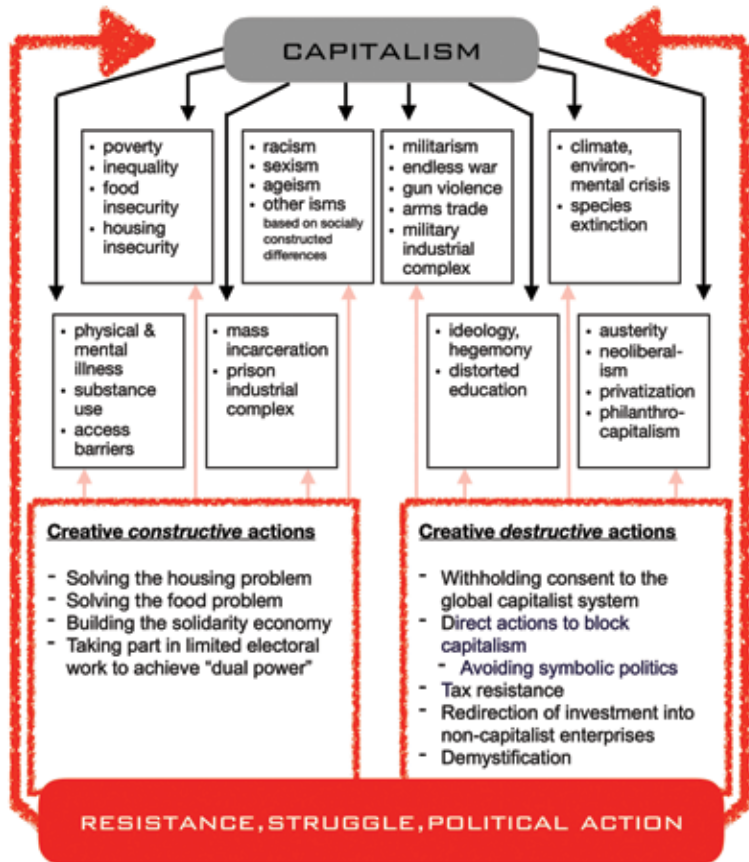 CAPITALISM
• poverty
• inequality
• food
insecurity
• housing
insecurity
• racism
• sexism
• ageism
• other isms
based on socially
constructed
differences
• militarism
• endless war
• gun violence
• arms trade
• military
industrial
complex
• climate,
environ-
mental crisis
• species
extinction
• physical &
mental
illness
• substance
use
• access
barriers
• mass
incarceration
• prison
industrial
complex
• ideology,
hegemony
• distorted
education
• austerity
• neoliberal-
ism
• privatization
• philanthro-
capitalism
Creative constructive actions
- Solving the housing problem
- Solving the food problem
- Building the solidarity economy
- Taking part in limited electoral
work to achieve “dual power”
Creative destructive actions
- Withholding consent to the
global capitalist system
- Direct actions to block
capitalism
- Avoiding symbolic politics
- Tax resistance
- Redirection of investment into
non-capitalist enterprises
- Demystification
RESISTANCE,STRUGGLE,POLITICAL ACTION